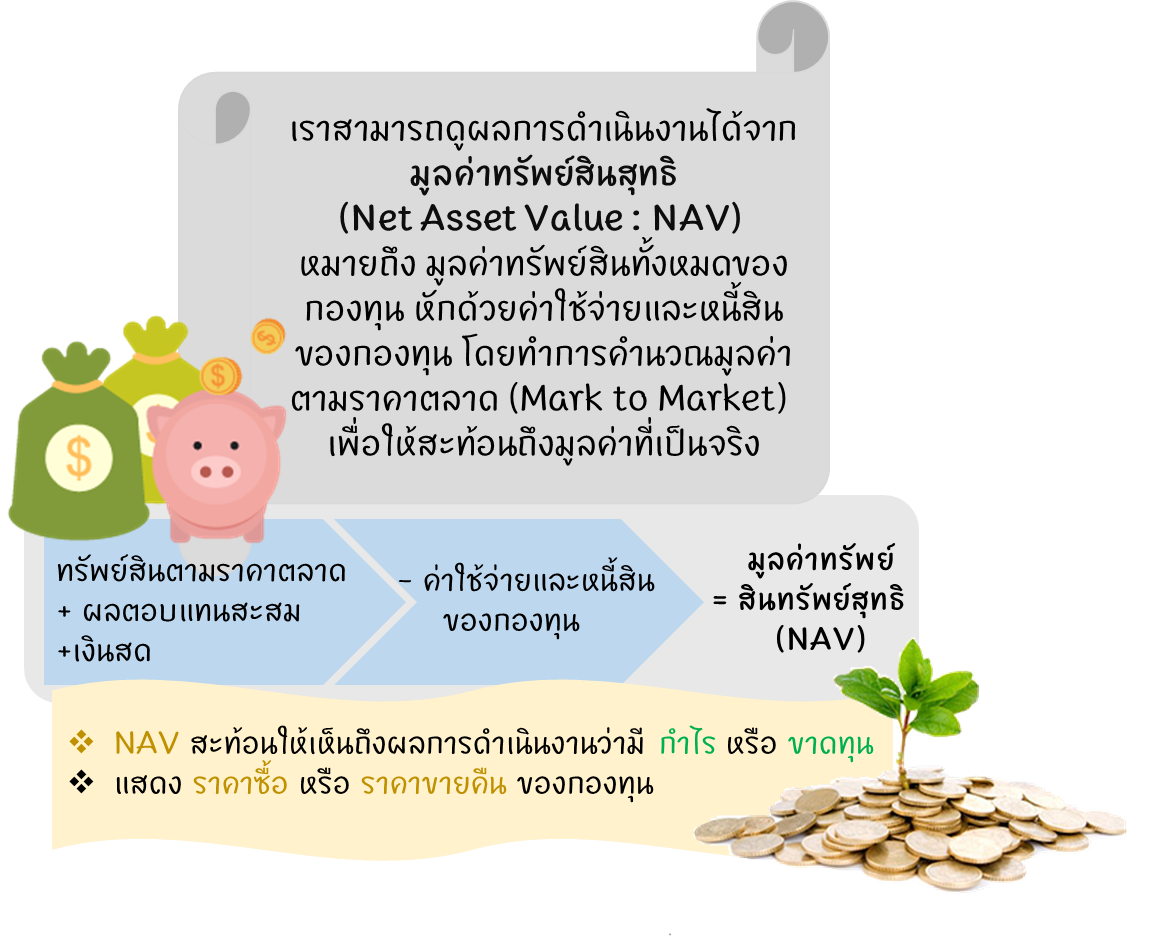 เราสามารถดูผลการดำเนินงานได้จาก
มูลค่าทรัพย์สินสุทธิ
(Net Asset Value : NAV)
หมายถึง มูลค่าทรัพย์สินทั้งหมดของ
กองทุน หักด้วยค่าใช้จ่ายและหนี้สิน
ของกองทุน โดยทำการคำนวณมูลค่า
ตามราคาตลาด (Mark to Market)
เพื่อให้สะท้อนถึงมูลค่าที่เป็นจริง
ทรัพย์สินตามราคาตลาด
+ ผลตอบแทนสะสม
+เงินสด
- ค่าใช้จ่ายและหนี้สิน
ของกองทุน
มูลค่าทรัพย์
= สินทรัพย์สุทธิ
(NAV)
❖ NAV สะท้อนให้เห็นถึงผลการดำเนินงานว่ามี กำไร หรือ ขาดทุน
❖ แสดง ราคาซื้อ หรือ ราคาขายคืน ของกองทุน